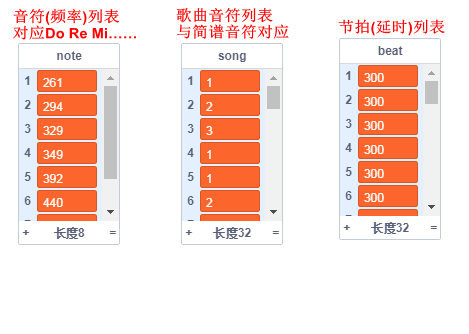 音符(频率)列表
对应Do Re Mi……
note
1 261
2 294
3 329
4 349
5 392
6 440
+ 长度8 =
歌曲音符列表
与简谱音符对应
song
1 1
2 2
3 3
4 1
5 1
6 2
+ 长度32 =
节拍(延时)列表
beat
1 300
2 300
3 300
4 300
5 300
6 300
+ 长度32 =